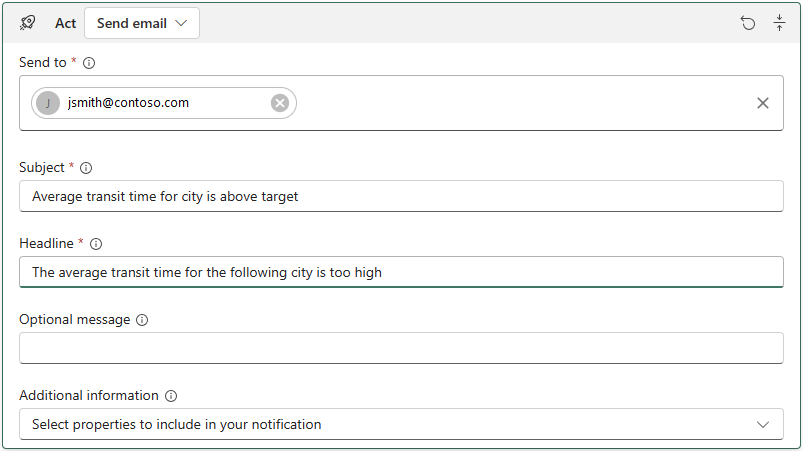 Act Send email
Send to *
J jsmith@contoso.com
Subject *
Average transit time for city is above target
Headline *
The average transit time for the following city is too high
Optional message
Additional information
Select properties to include in your notification